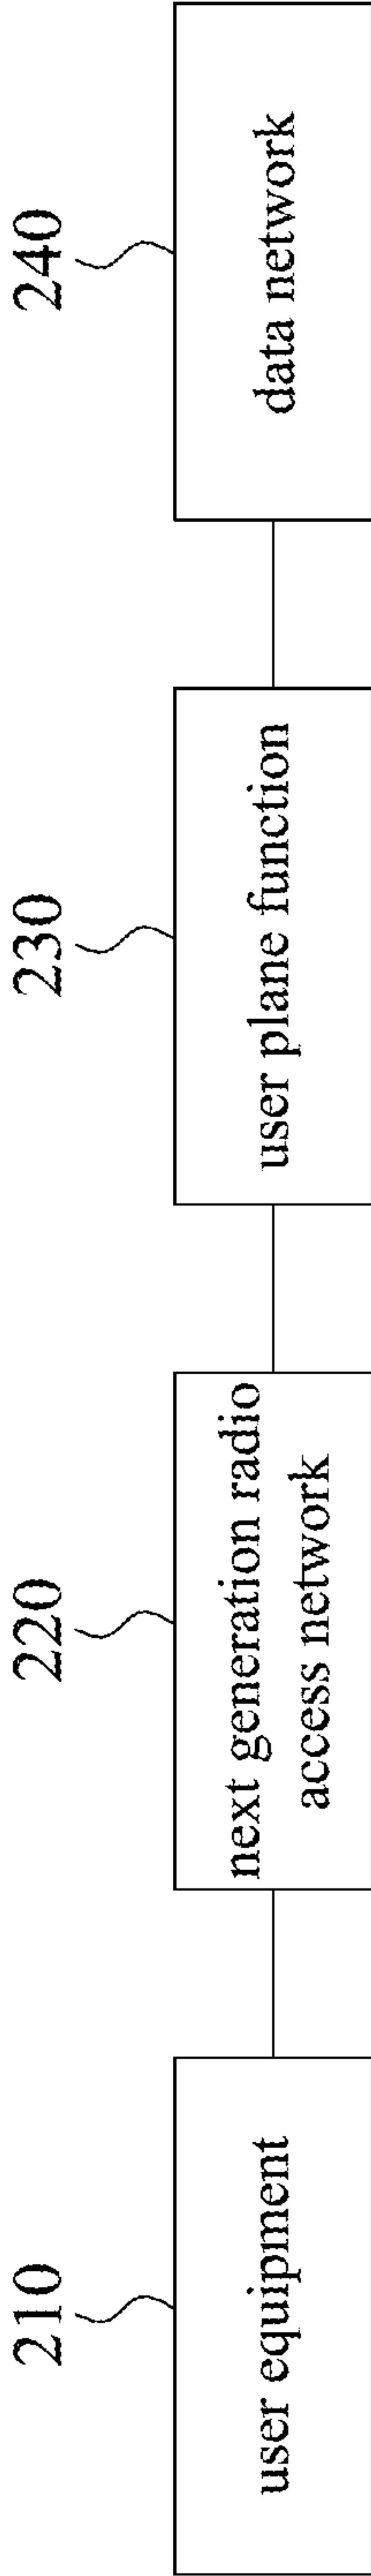 210
220
230
240
user equipment
next generation radio
access network
user plane function
data network